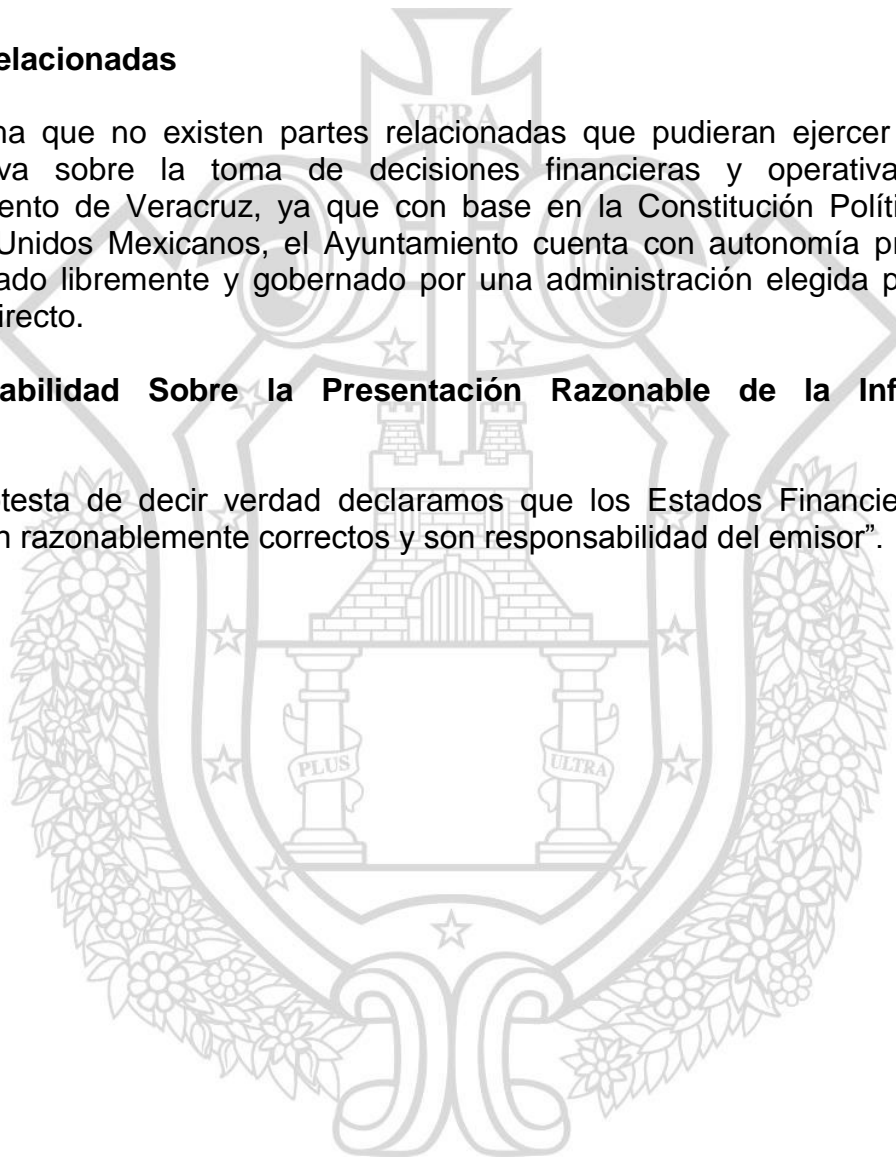 elacionadas
VERA
na que no existen partes relacionadas que pudieran ejercer
va sobre la toma de decisiones financieras y operativa
ento de Veracruz, ya que con base en la Constitución Políti
Unidos Mexicanos, el Ayuntamiento cuenta con autonomía pr
ado libremente y gobernado por una administración elegida p
irecto.
abilidad Sobre la Presentación Razonable de la Inf
testa de decir verdad declaramos que los Estados Financie
n razonablemente correctos y son responsabilidad del emisor”.
PLUS ULTRA